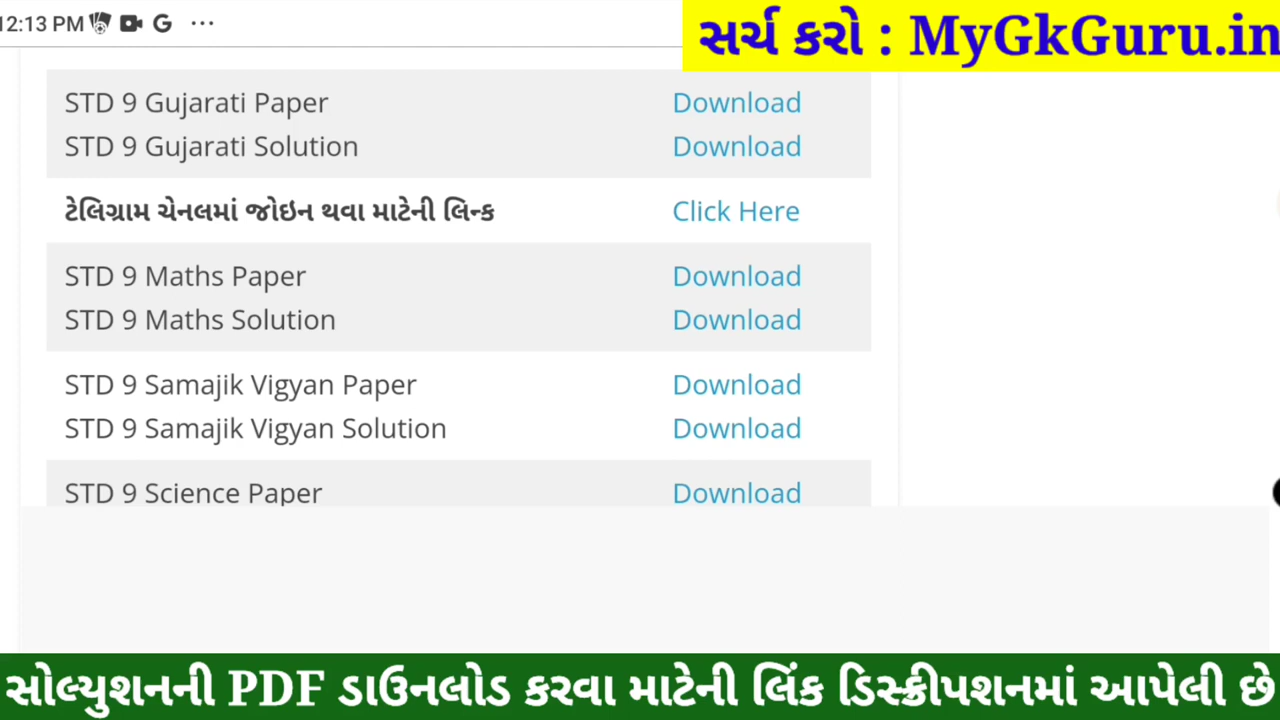 12:13 PM
સર્ચ કરો : MyGkGuru.in
STD 9 Gujarati Paper Download
STD 9 Gujarati Solution Download
ટેલિગ્રામ ચેનલમાં જોઇન થવા માટેની લિન્ક Click Here
STD 9 Maths Paper Download
STD 9 Maths Solution Download
STD 9 Samajik Vigyan Paper Download
STD 9 Samajik Vigyan Solution Download
STD 9 Science Paper Download
સોલ્યુશનની PDF ડાઉનલોડ કરવા માટેની લિંક ડિસ્ક્રીપશનમાં આપેલી છે